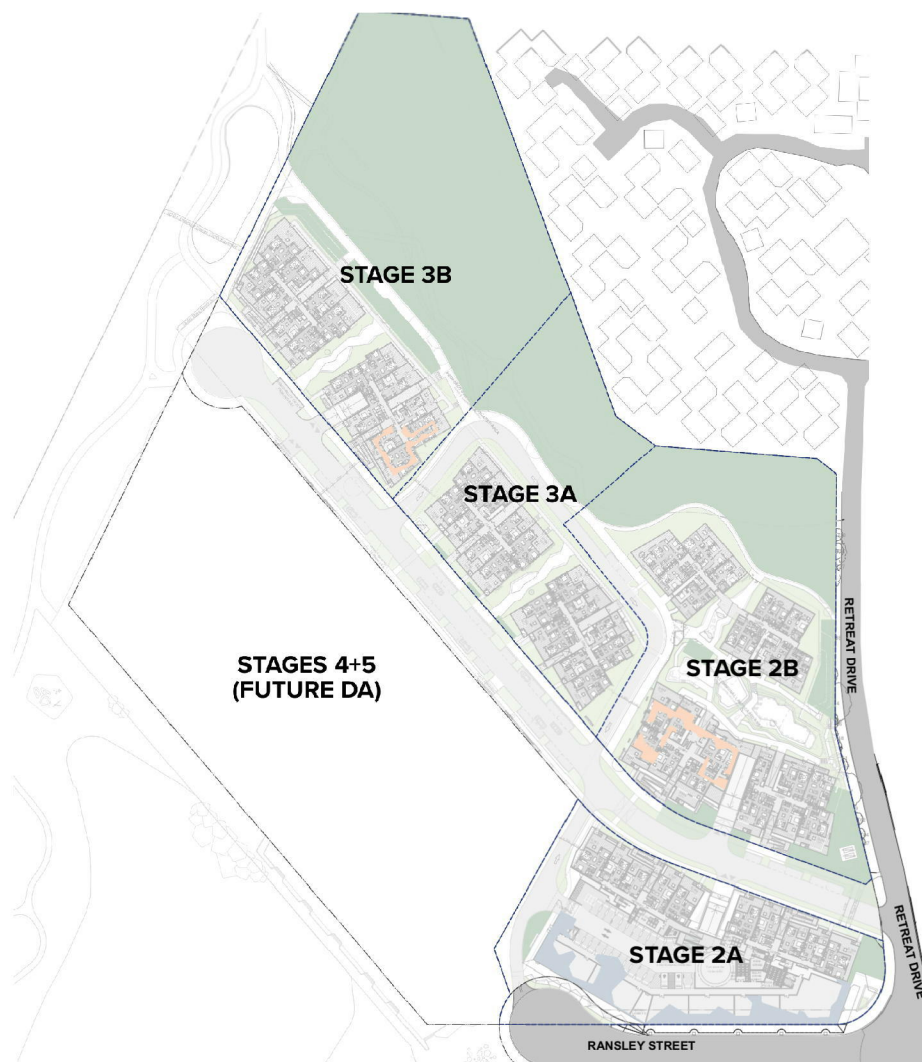 STAGE 3B
STAGE 3A
STAGES 4+5
(FUTURE DA)
STAGE 2B
RETREAT DRIVE
STAGE 2A
RETREAT DRIVE
RANSLEY STREET